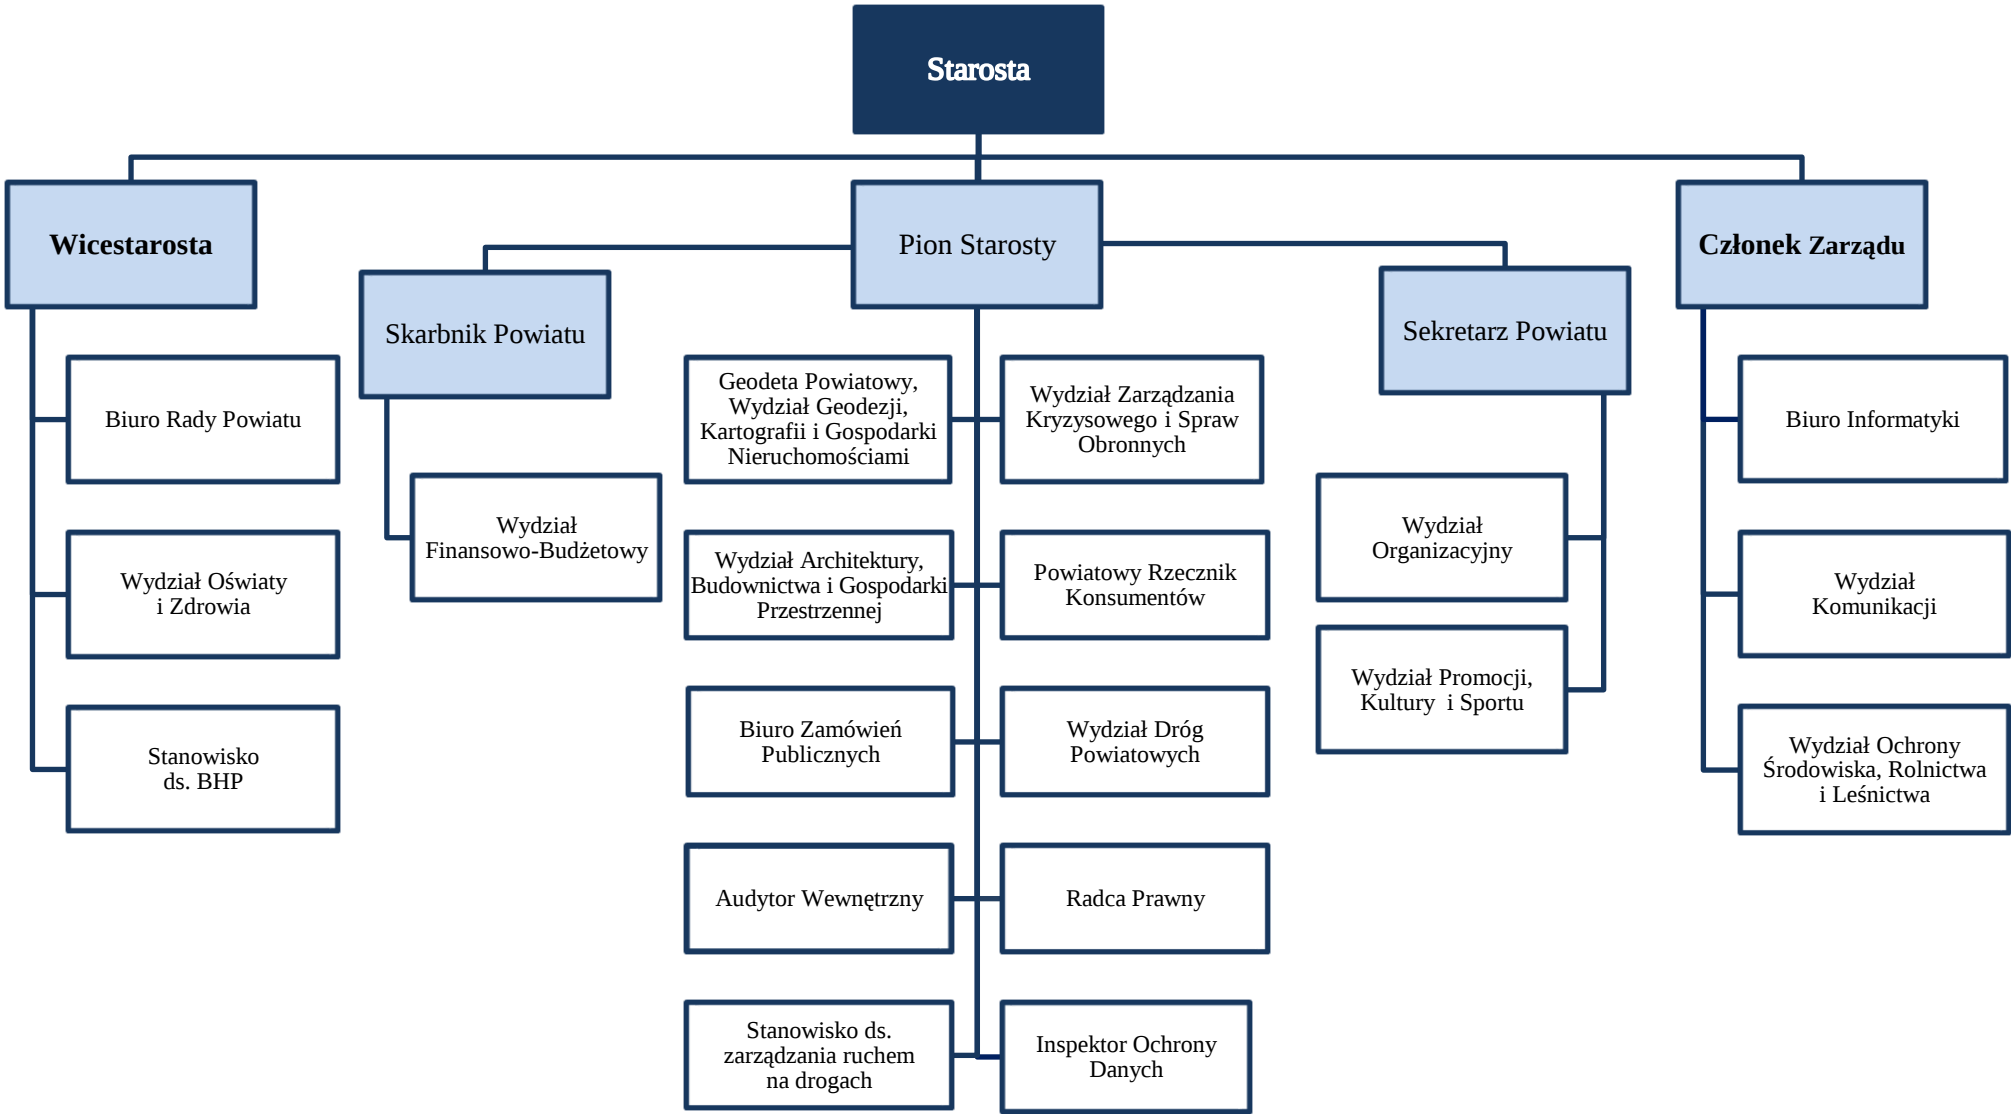 Starosta
Wicestarosta
Pion Starosty
Członek Zarządu
Skarbnik Powiatu
Sekretarz Powiatu
Biuro Rady Powiatu
Wydział Oświaty
i Zdrowia
Stanowisko
ds. BHP
Wydział
Finansowo-Budżetowy
Geodeta Powiatowy,
Wydział Geodezji,
Kartografii i Gospodarki
Nieruchomościami
Wydział Zarządzania
Kryzysowego i Spraw
Obronnych
Wydział Architektury,
Budownictwa i Gospodarki
Przestrzennej
Powiatowy Rzecznik
Konsumentów
Biuro Zamówień
Publicznych
Wydział Dróg
Powiatowych
Audytor Wewnętrzny
Radca Prawny
Stanowisko ds.
zarządzania ruchem
na drogach
Inspektor Ochrony
Danych
Wydział
Organizacyjny
Wydział Promocji,
Kultury  i Sportu
Biuro Informatyki
Wydział
Komunikacji
Wydział Ochrony
Środowiska, Rolnictwa
i Leśnictwa